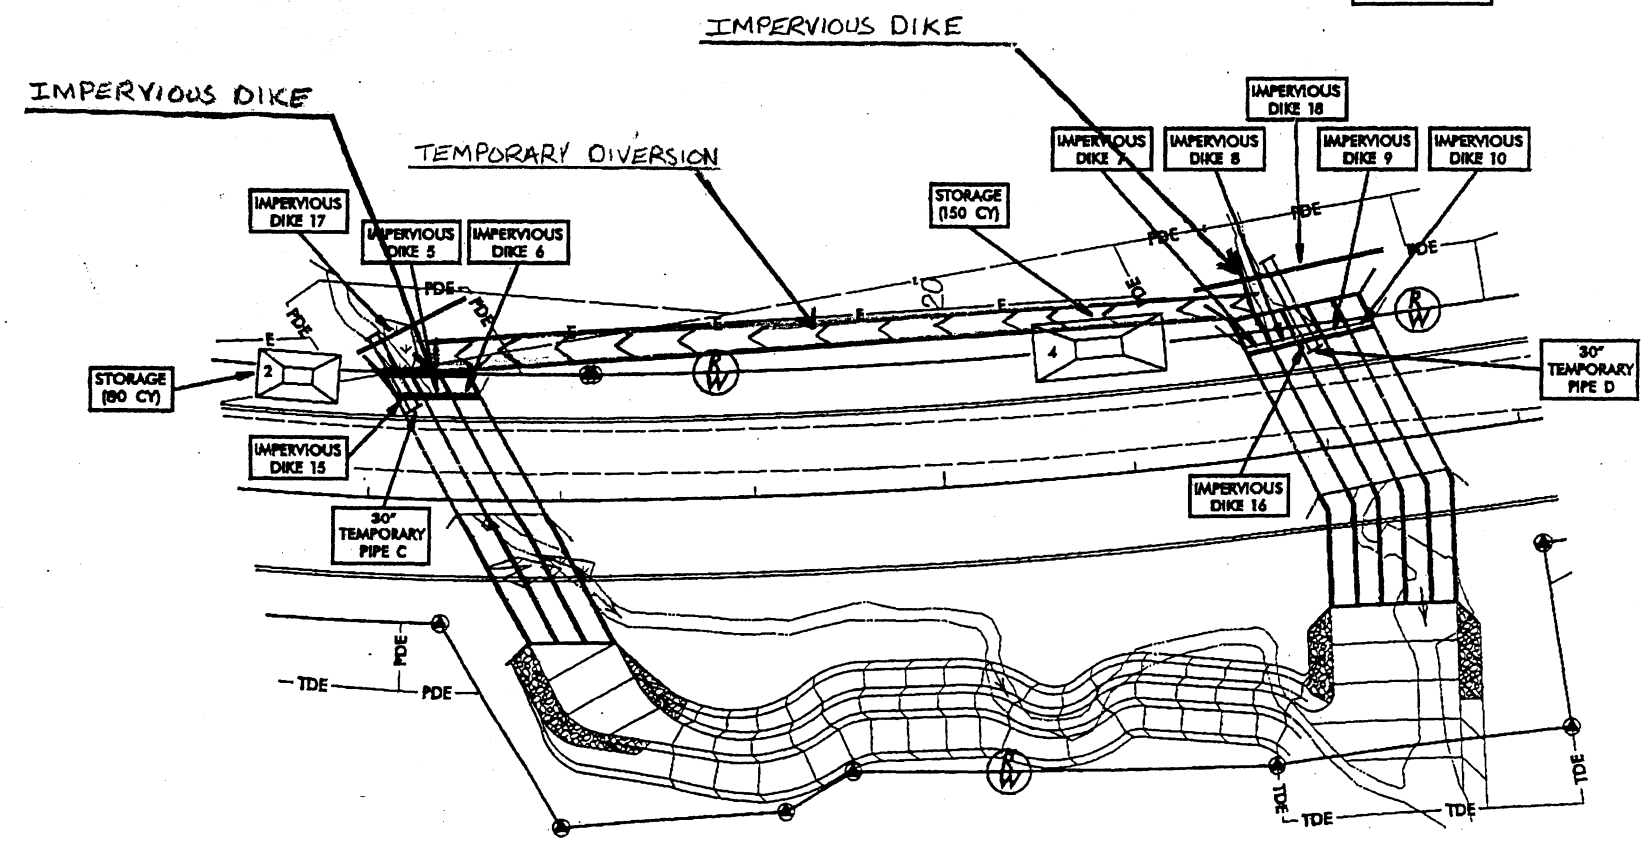 IMPERVIOUS DIKE
IMPERVIOUS DIKE
TEMPORARY DIVERSION
IMPERVIOUS
DIKE 18
IMPERVIOUS
DIKE 7
IMPERVIOUS
DIKE 8
IMPERVIOUS
DIKE 9
IMPERVIOUS
DIKE 10
IMPERVIOUS
DIKE 17
IMPERVIOUS
DIKE 5
IMPERVIOUS
DIKE 6
STORAGE
(150 CY)
PDE
PDE
PDE
TDE
PDE
PDE
PDE
20
E
E
E
E
E
R/W
R/W
2
4
STORAGE
(80 CY)
30"
TEMPORARY
PIPE D
IMPERVIOUS
DIKE 15
IMPERVIOUS
DIKE 16
30"
TEMPORARY
PIPE C
PDE
TDE
PDE
R/W
TDE
TDE
TDE
TDE